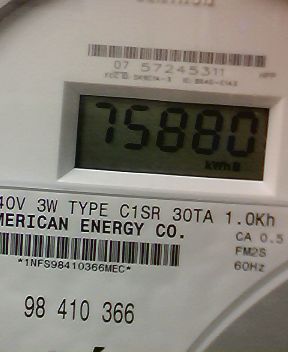 07 57245311
75880
kWh
40V 3W TYPE C1SR 30TA 1.0Kh
MERICAN ENERGY CO.
CA 0.5
FM2S
*1NFS98410366MEC*
60Hz
98 410 366